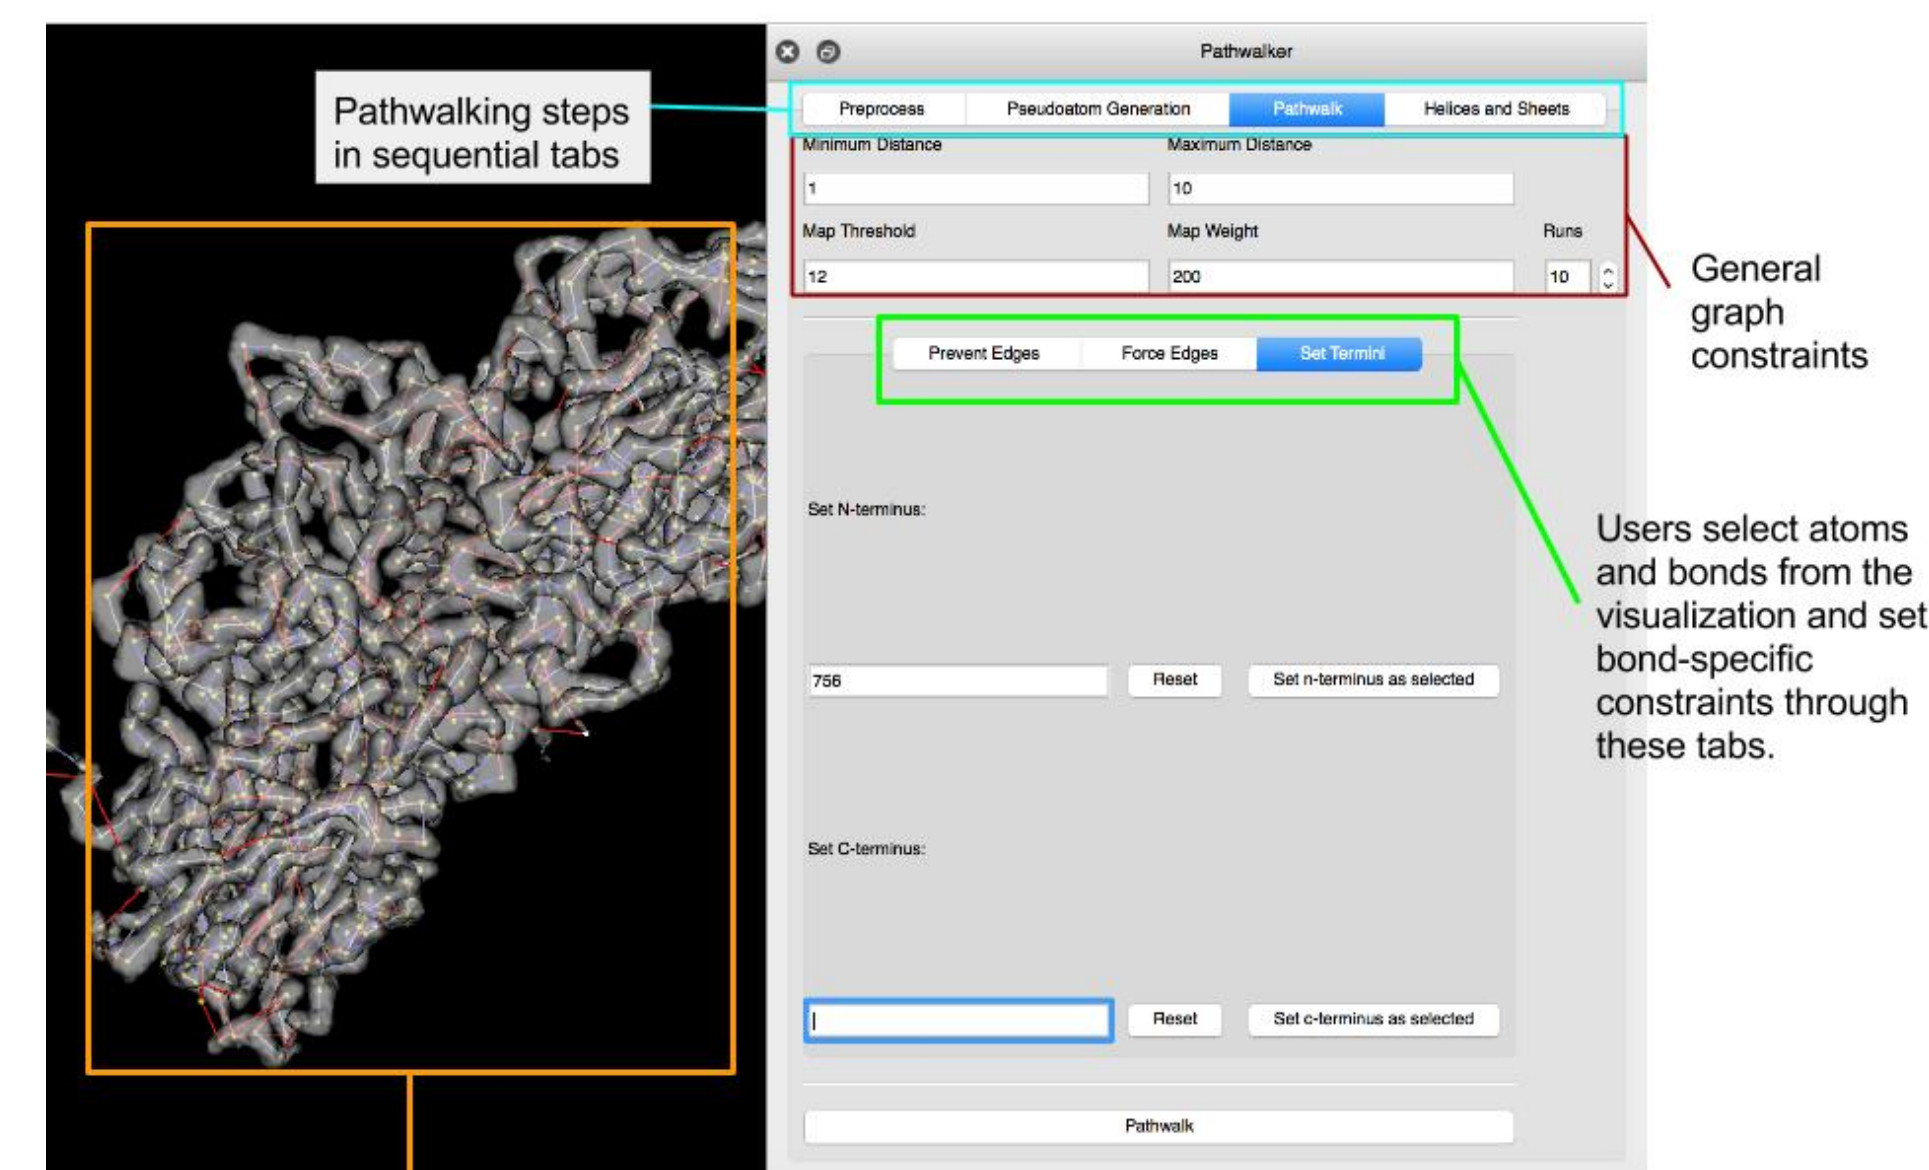 Pathwalker
Pathwalking steps
in sequential tabs
Preprocess Pseudoatom Generation Pathwalk Helices and Sheets
Minimum Distance Maximum Distance
1 10
Map Threshold Map Weight Runs
12 200 10
General
graph
constraints
Prevent Edges Force Edges Set Termini
Set N-terminus:
Users select atoms
and bonds from the
visualization and set
bond-specific
constraints through
these tabs.
756 Reset Set n-terminus as selected
Set C-terminus:
Reset Set c-terminus as selected
Pathwalk